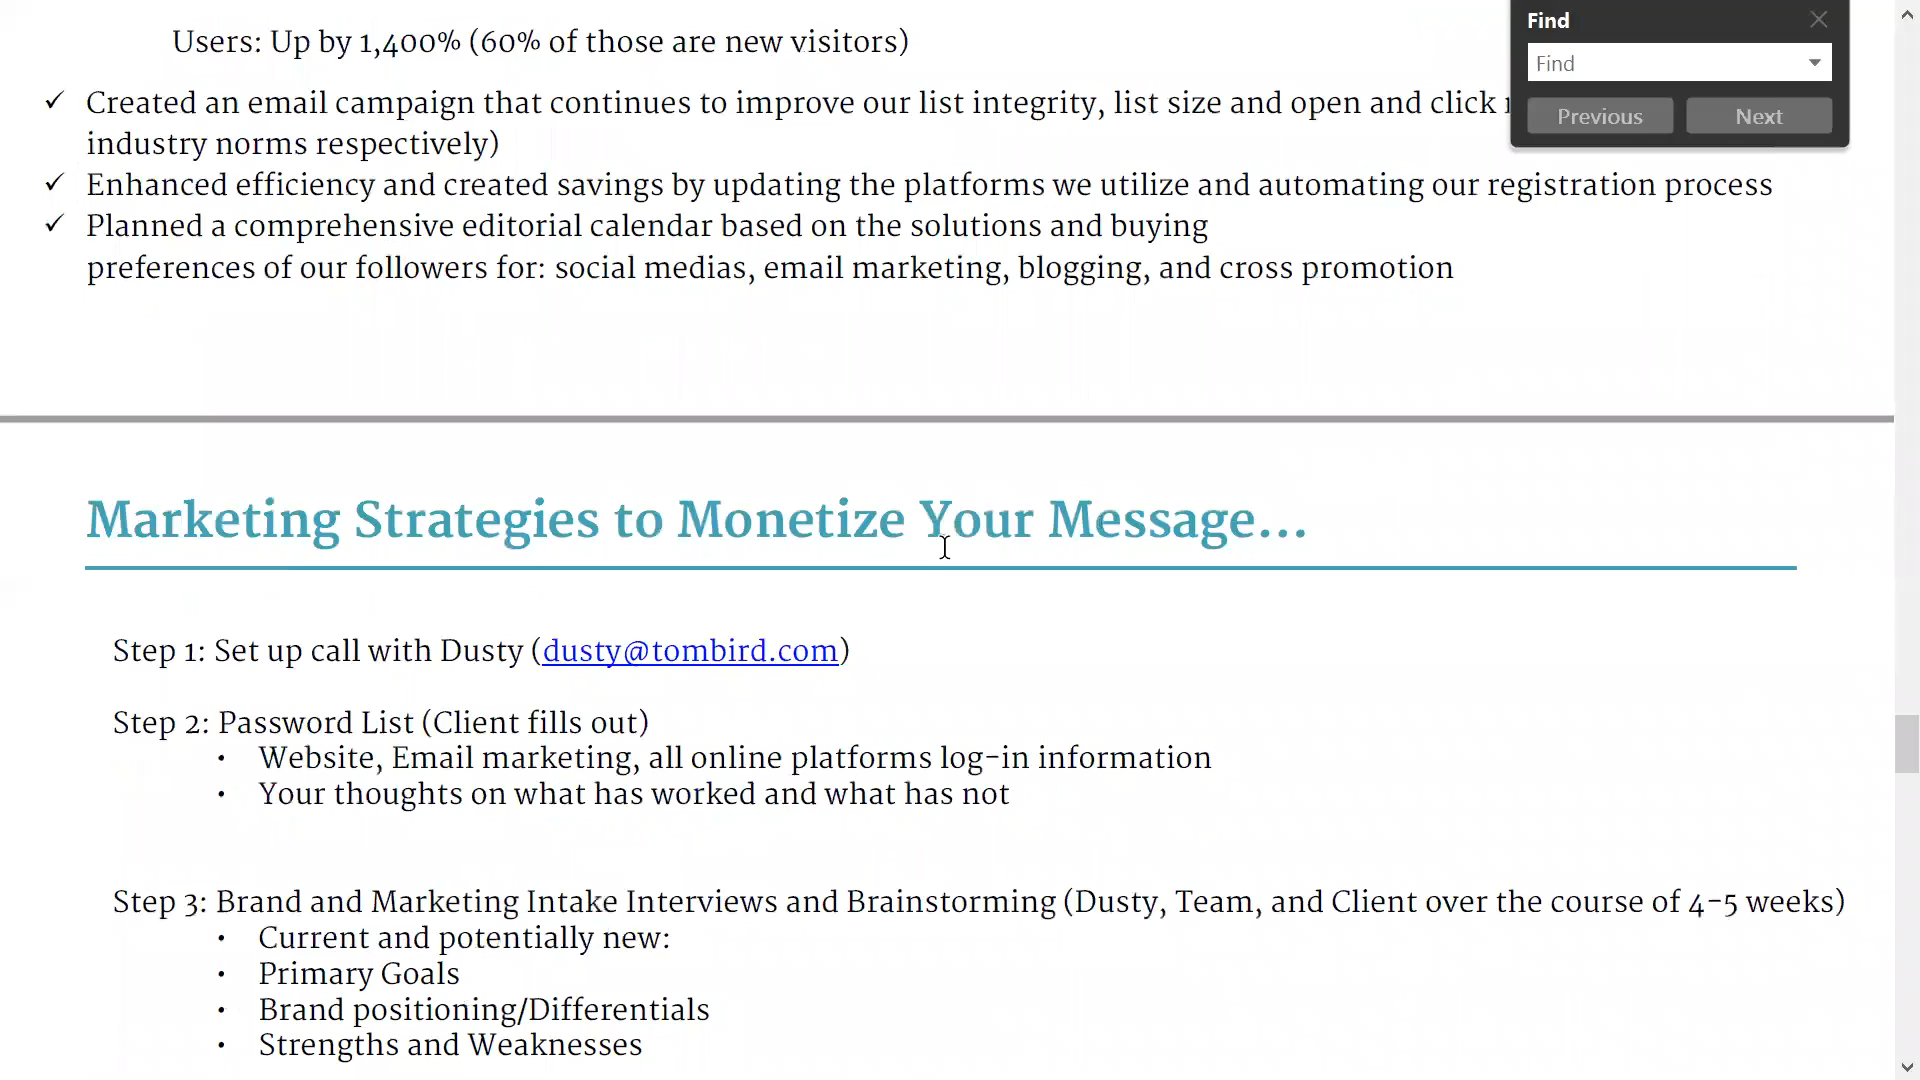 Users: Up by 1,400% (60% of those are new visitors)
✓ Created an email campaign that continues to improve our list integrity, list size and open and click
industry norms respectively)
✓ Enhanced efficiency and created savings by updating the platforms we utilize and automating our registration process
✓ Planned a comprehensive editorial calendar based on the solutions and buying
preferences of our followers for: social medias, email marketing, blogging, and cross promotion
Find
Find
Previous Next
Marketing Strategies to Monetize Your Message...
Step 1: Set up call with Dusty (dusty@tombird.com)
Step 2: Password List (Client fills out)
• Website, Email marketing, all online platforms log-in information
• Your thoughts on what has worked and what has not
Step 3: Brand and Marketing Intake Interviews and Brainstorming (Dusty, Team, and Client over the course of 4-5 weeks)
• Current and potentially new:
• Primary Goals
• Brand positioning/Differentials
• Strengths and Weaknesses